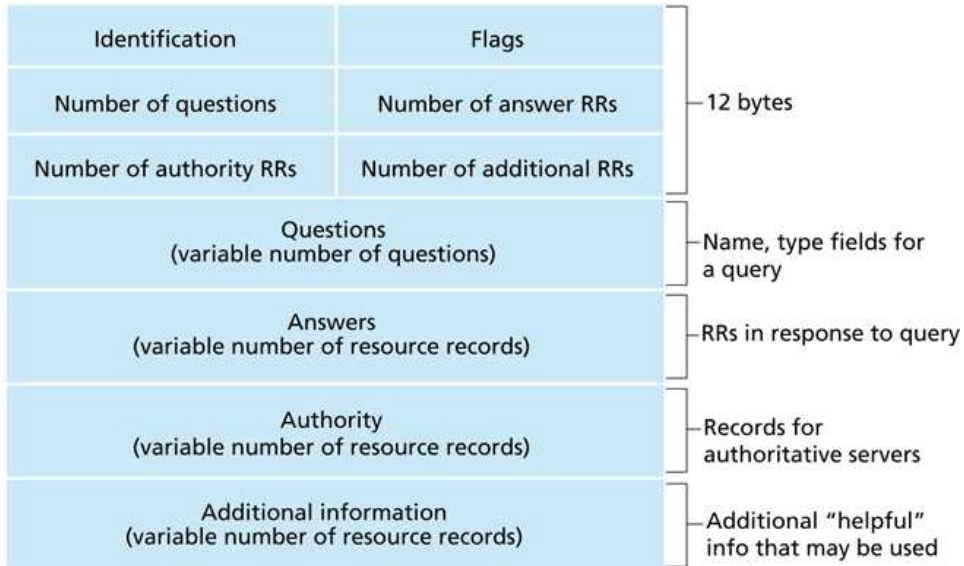 Identification
Flags
Number of questions
Number of answer RRs
12 bytes
Number of authority RRs
Number of additional RRs
Questions
(variable number of questions)
Name, type fields for
a query
Answers
(variable number of resource records)
RRs in response to query
Authority
(variable number of resource records)
Records for
authoritative servers
Additional information
(variable number of resource records)
Additional “helpful”
info that may be used